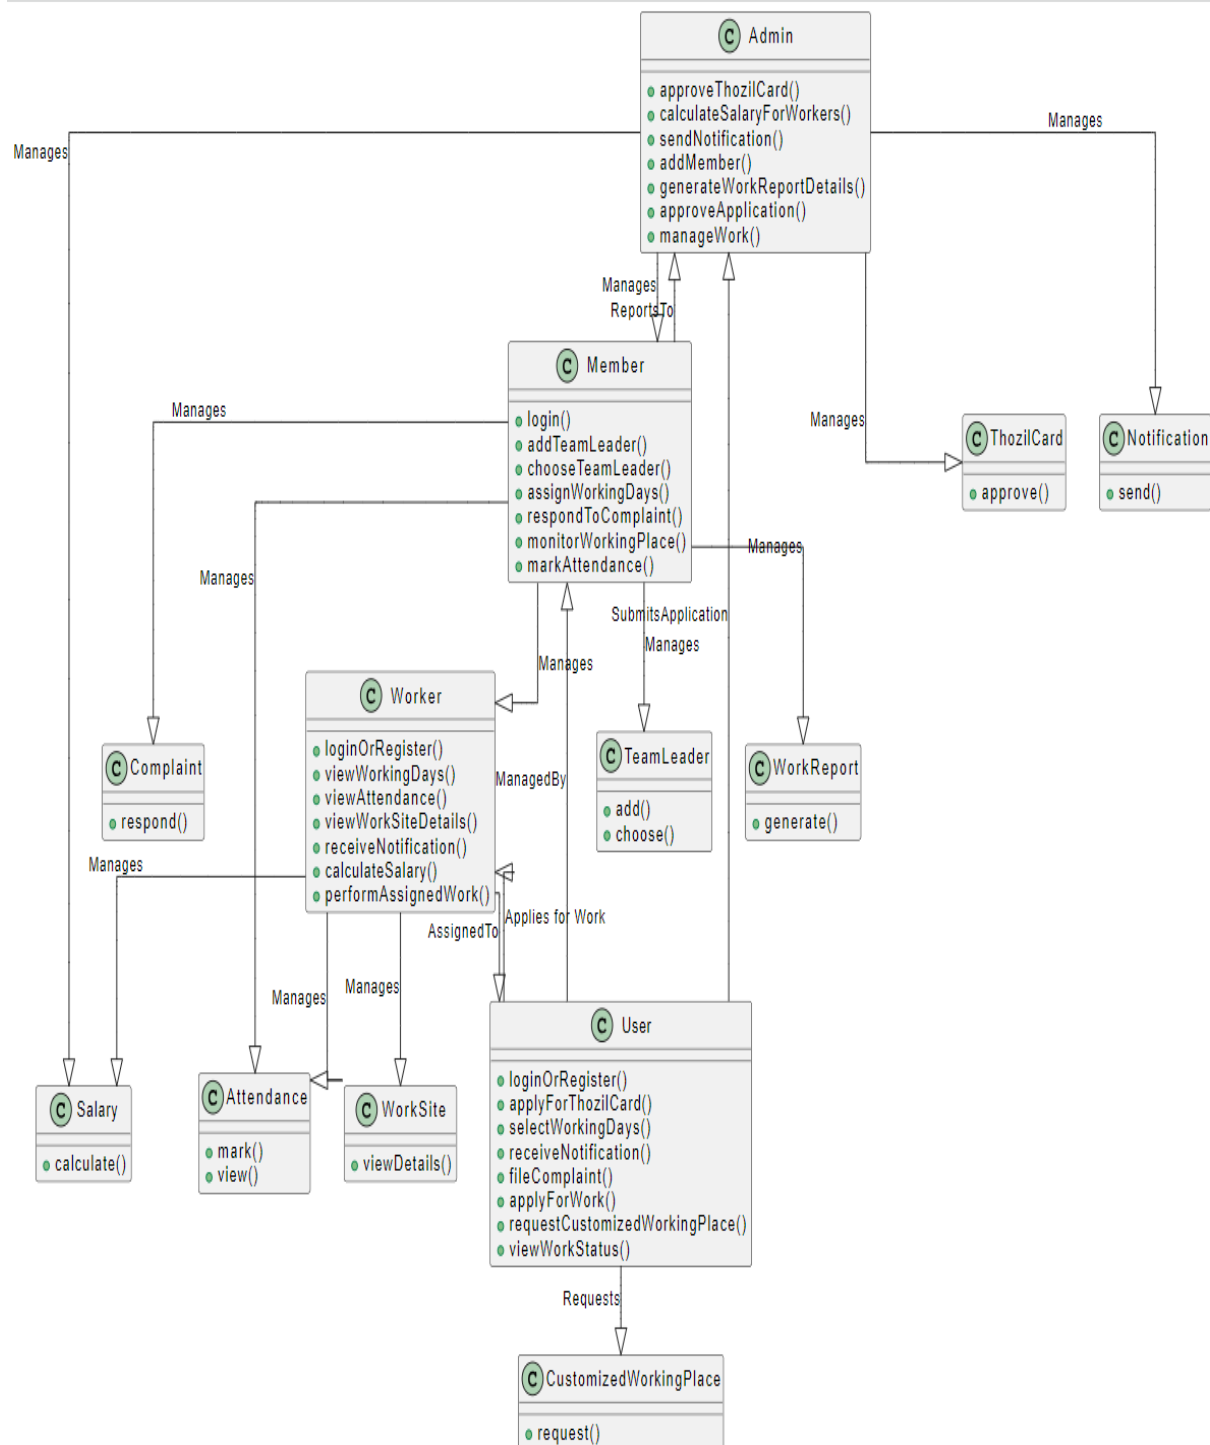 C Admin
approveThozilCard()
calculateSalaryForWorkers()
sendNotification()
addMember()
generateWorkReportDetails()
approveApplication()
manageWork()
Manages
Manages
Manages
ReportsTo
C Member
login()
addTeamLeader()
chooseTeamLeader()
assignWorkingDays()
respondToComplaint()
monitorWorkingPlace()
markAttendance()
Manages
Manages
C ThozilCard
approve()
C Notification
send()
Manages
Manages
SubmitsApplication
Manages
Manages
C Worker
loginOrRegister()
viewWorkingDays()
viewAttendance()
viewWorkSiteDetails()
receiveNotification()
calculateSalary()
performAssignedWork()
C Complaint
respond()
ManagedBy
C TeamLeader
add()
choose()
C WorkReport
generate()
Manages
AssignedTo
Applies for Work
Manages
Manages
C User
loginOrRegister()
applyForThozilCard()
selectWorkingDays()
receiveNotification()
fileComplaint()
applyForWork()
requestCustomizedWorkingPlace()
viewWorkStatus()
C Salary
calculate()
C Attendance
mark()
view()
C WorkSite
viewDetails()
Requests
C CustomizedWorkingPlace
request()